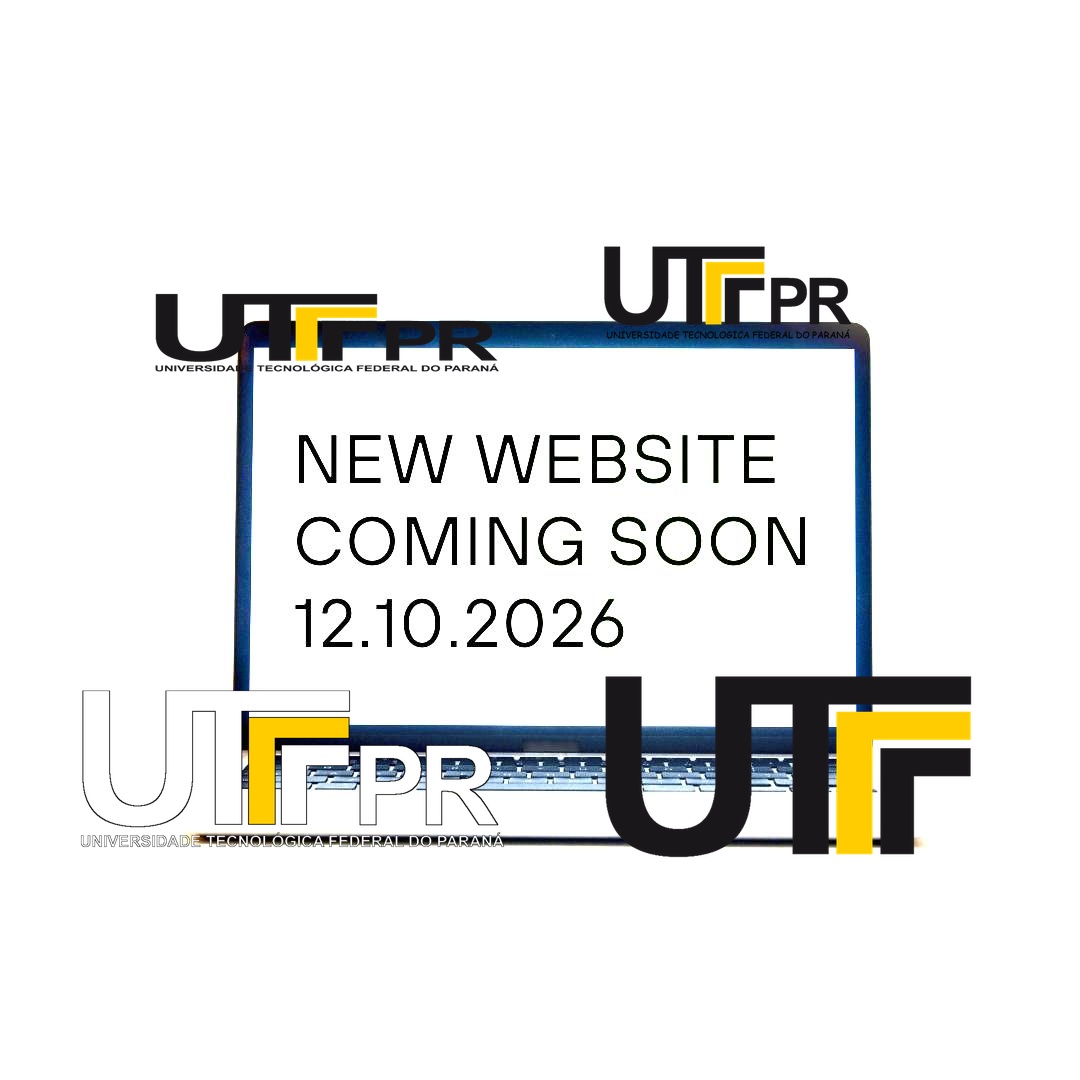 UTFPR
UNIVERSIDADE TECNOLÓGICA FEDERAL DO PARANÁ
UTFPR
UNIVERSIDADE TECNOLÓGICA FEDERAL DO PARANÁ
NEW WEBSITE
COMING SOON
12.10.2026
UTFPR
UNIVERSIDADE TECNOLÓGICA FEDERAL DO PARANÁ
UTF